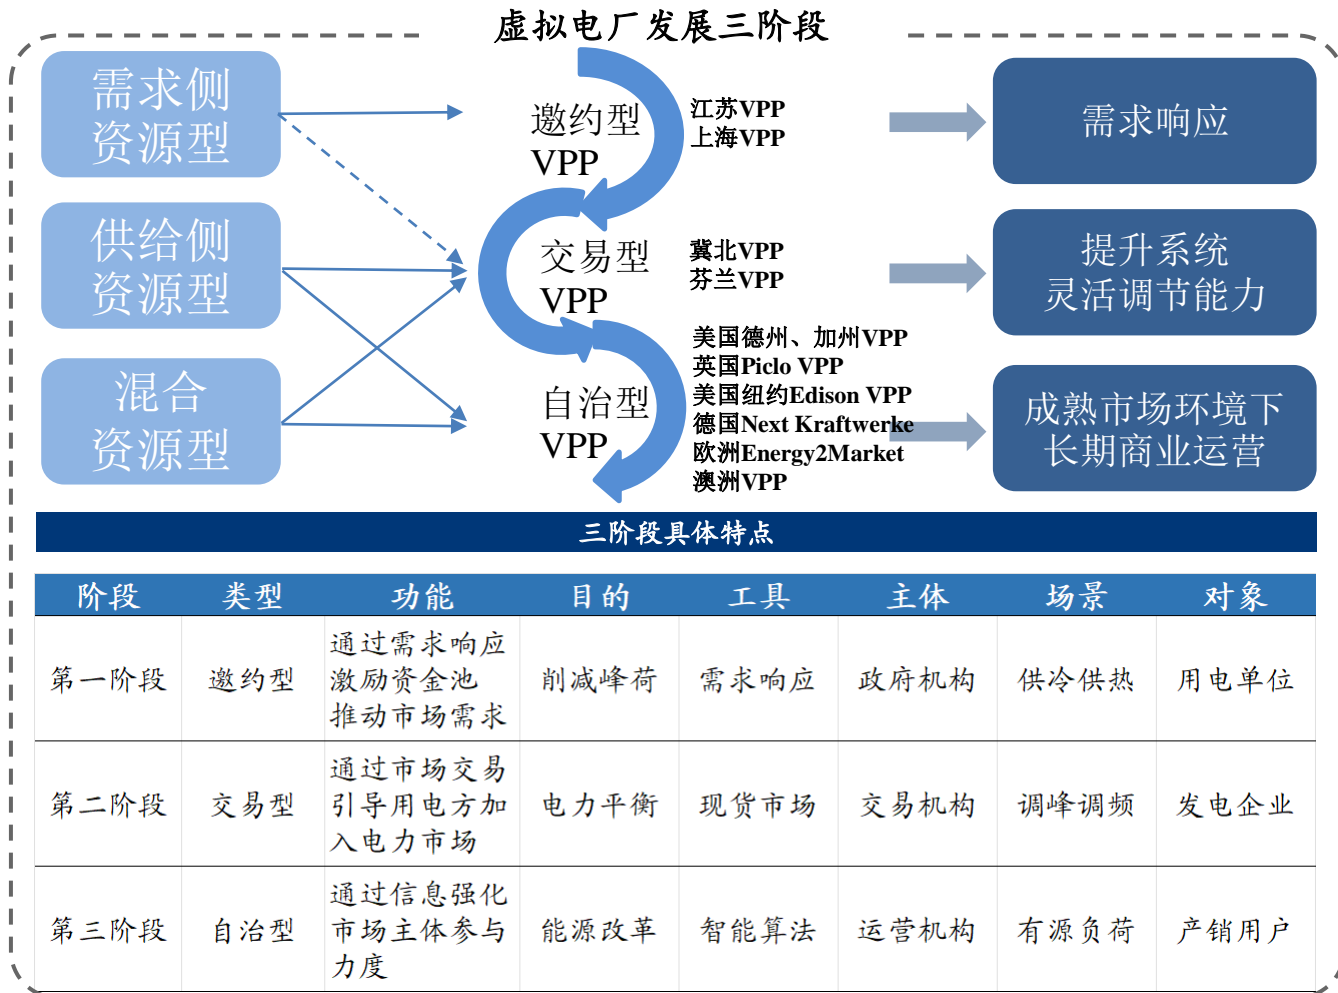 虚拟电厂发展三阶段
需求侧
资源型
供给侧
资源型
混合
资源型
邀约型
VPP
江苏VPP
上海VPP
交易型
VPP
冀北VPP
芬兰VPP
自治型
VPP
美国德州、加州VPP
英国Piclo VPP
美国纽约Edison VPP
德国Next Kraftwerke
欧洲Energy2Market
澳洲VPP
需求响应
提升系统
灵活调节能力
成熟市场环境下
长期商业运营
三阶段具体特点
阶段 类型 功能 目的 工具 主体 场景 对象
第一阶段 邀约型 通过需求响应
激励资金池
推动市场需求
削减峰荷 需求响应 政府机构 供冷供热 用电单位
第二阶段 交易型 通过市场交易
引导用电方加
入电力市场
电力平衡 现货市场 交易机构 调峰调频 发电企业
第三阶段 自治型 通过信息强化
市场主体参与
力度
能源改革 智能算法 运营机构 有源负荷 产销用户